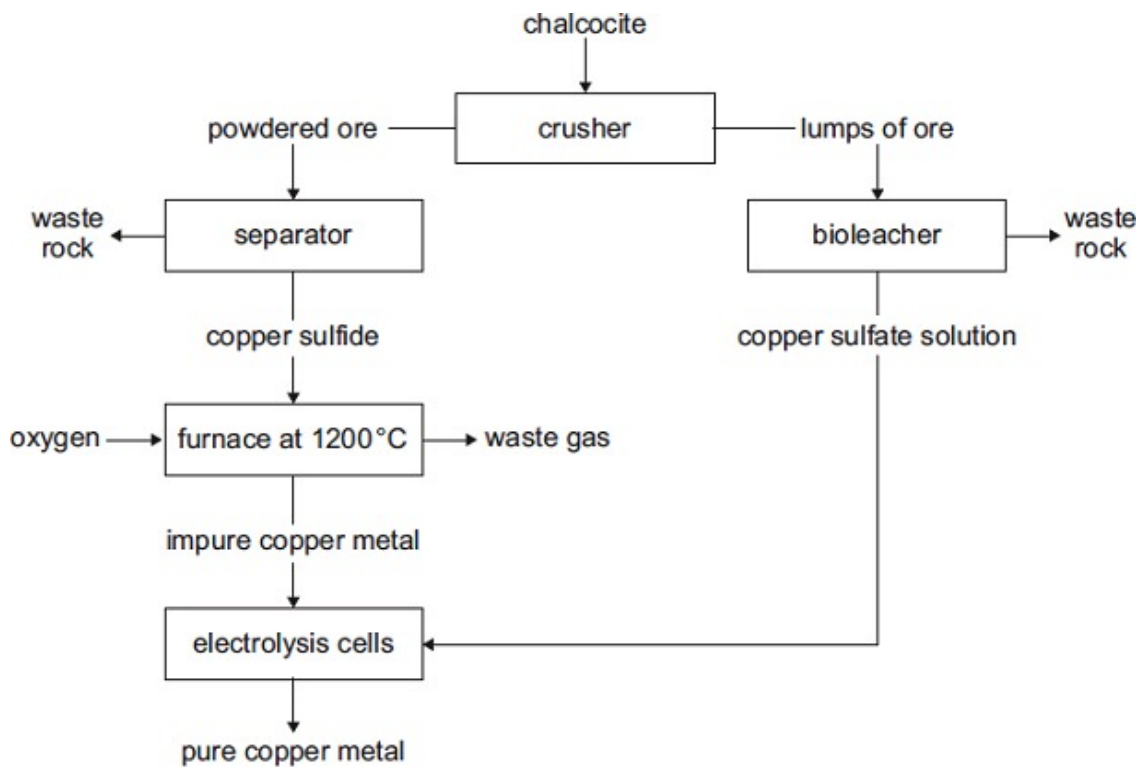 chalcocite
crusher
powdered ore
lumps of ore
waste
rock
separator
bioleacher
waste
rock
copper sulfide
copper sulfate solution
oxygen
furnace at 1200°C
waste gas
impure copper metal
electrolysis cells
pure copper metal